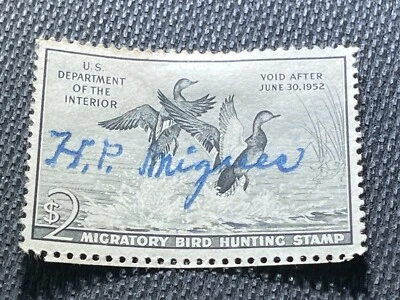 U.S.
DEPARTMENT
OF THE
INTERIOR
VOID AFTER
JUNE 30, 1952
H.P. Migues
$2
MIGRATORY BIRD HUNTING STAMP